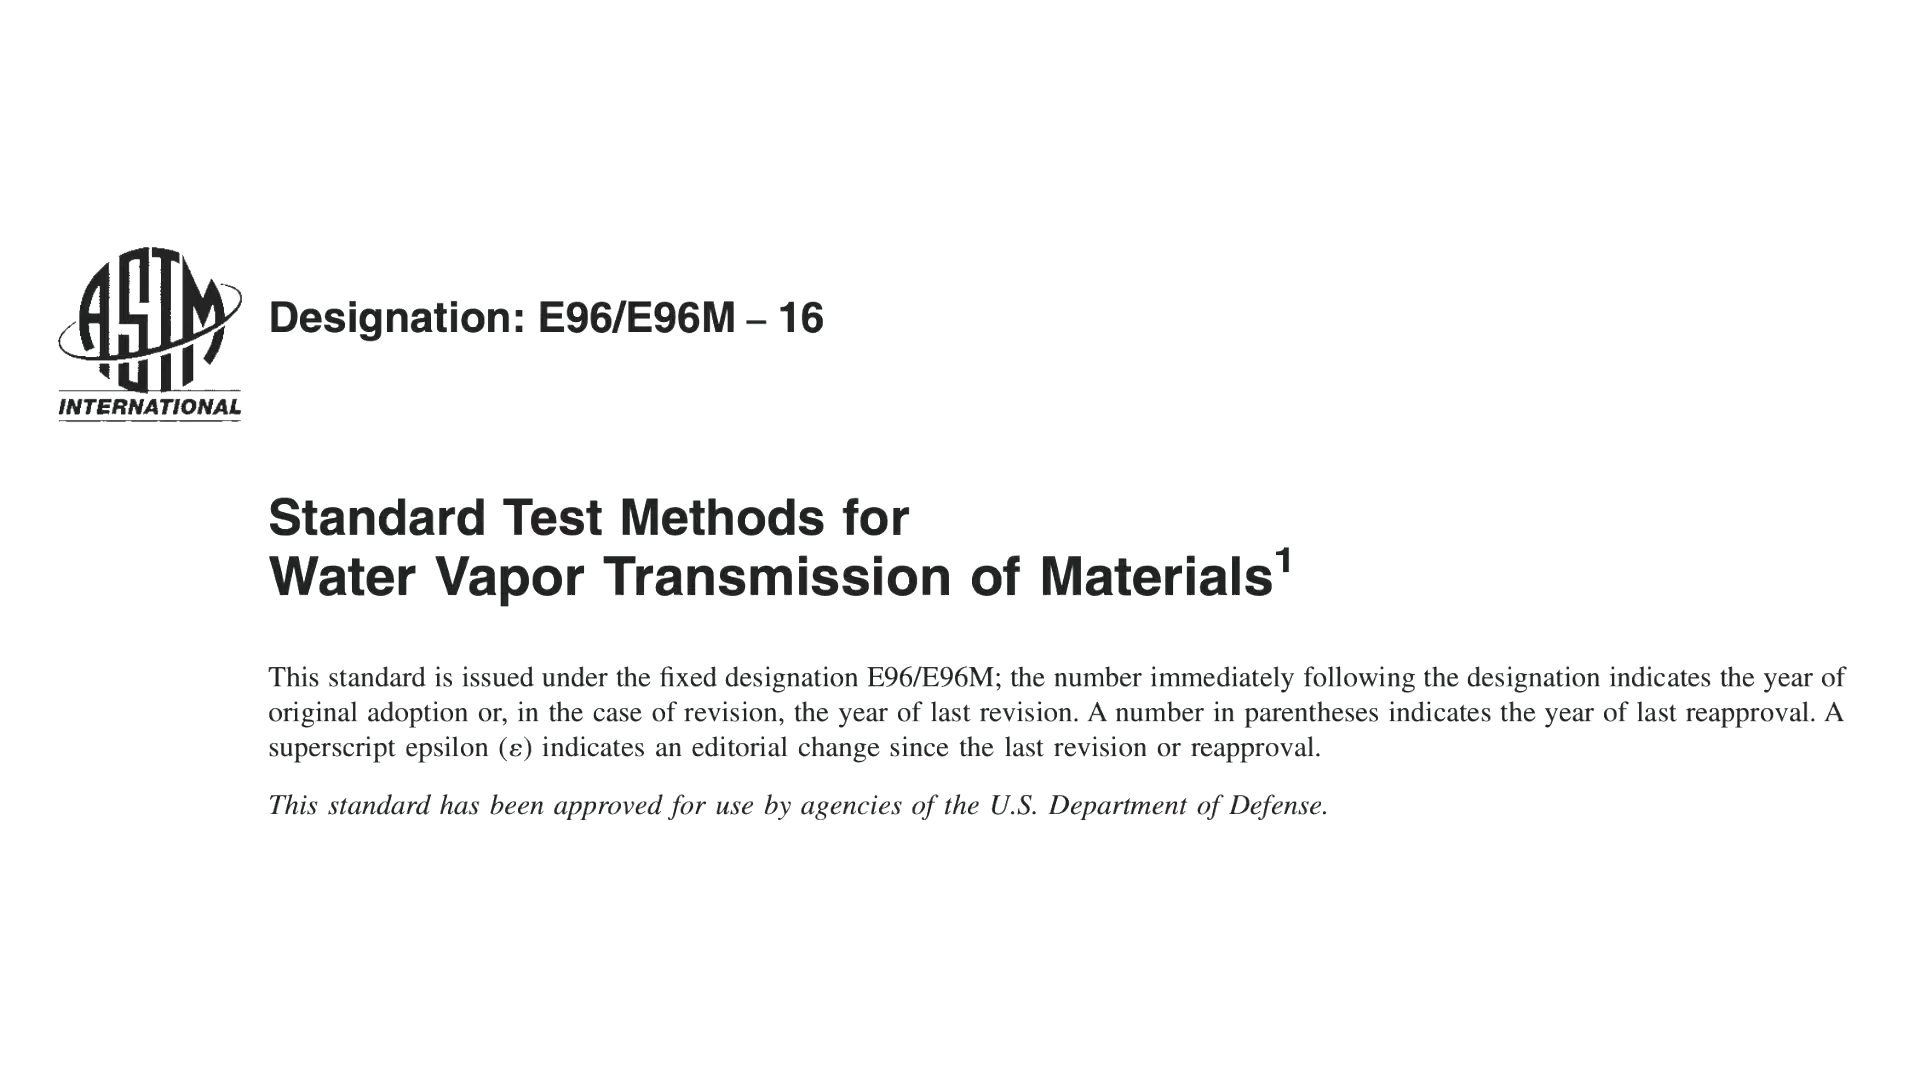 ASTM
INTERNATIONAL
Designation: E96/E96M – 16
Standard Test Methods for
Water Vapor Transmission of Materials¹
This standard is issued under the fixed designation E96/E96M; the number immediately following the designation indicates the year of
original adoption or, in the case of revision, the year of last revision. A number in parentheses indicates the year of last reapproval. A
superscript epsilon (ε) indicates an editorial change since the last revision or reapproval.
This standard has been approved for use by agencies of the U.S. Department of Defense.